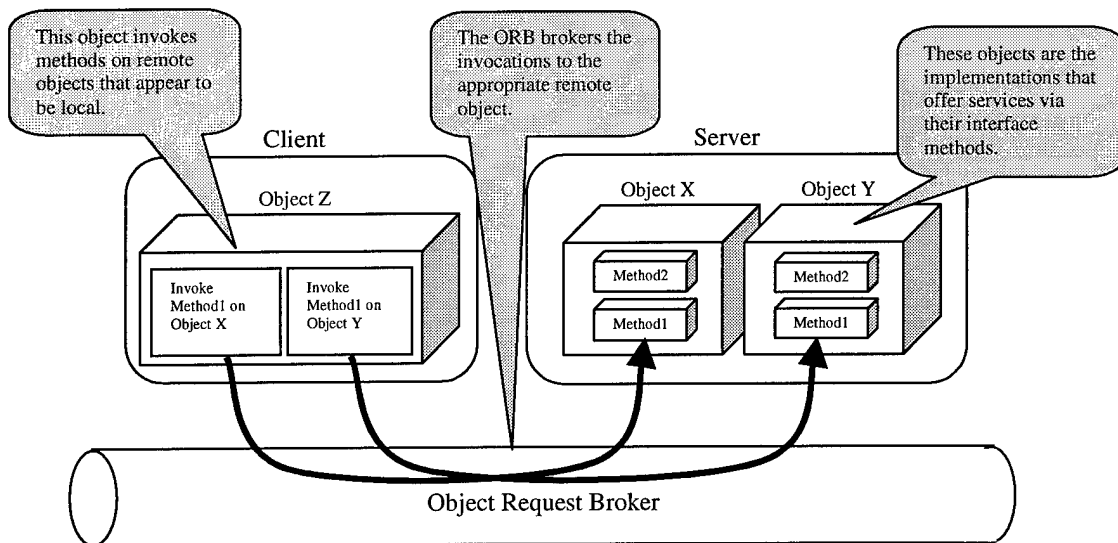 This object invokes
methods on remote
objects that appear to
be local.
The ORB brokers the
invocations to the
appropriate remote
object.
These objects are the
implementations that
offer services via
their interface
methods.
Client
Server
Object Z
Object X
Object Y
Invoke
Method1 on
Object X
Invoke
Method1 on
Object Y
Method2
Method1
Method2
Method1
Object Request Broker